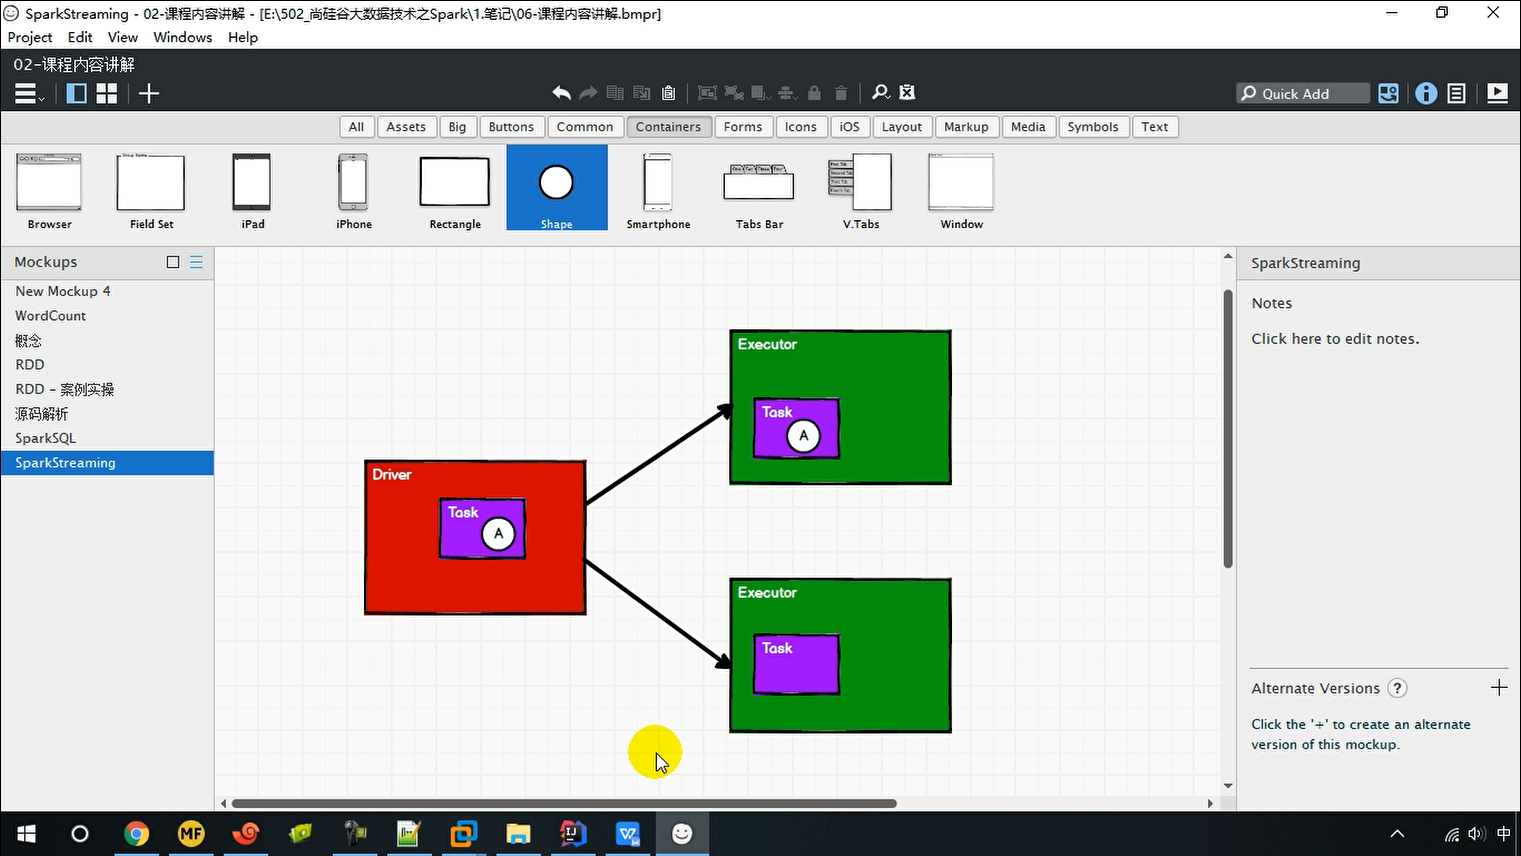 SparkStreaming - 02-课程内容讲解 - [E:\502_尚硅谷大数据技术之Spark\1.笔记\06-课程内容讲解.bmpr]
Project Edit View Windows Help
02-课程内容讲解
Quick Add
All Assets Big Buttons Common Containers Forms Icons iOS Layout Markup Media Symbols Text
Browser Field Set iPad iPhone Rectangle Shape Smartphone Tabs Bar V.Tabs Window
Mockups
New Mockup 4
WordCount
概念
RDD
RDD - 案例实操
源码解析
SparkSQL
SparkStreaming
Executor
Task
A
Driver
Task
A
Executor
Task
SparkStreaming
Notes
Click here to edit notes.
Alternate Versions ?
Click the '+' to create an alternate
version of this mockup.
MF
中